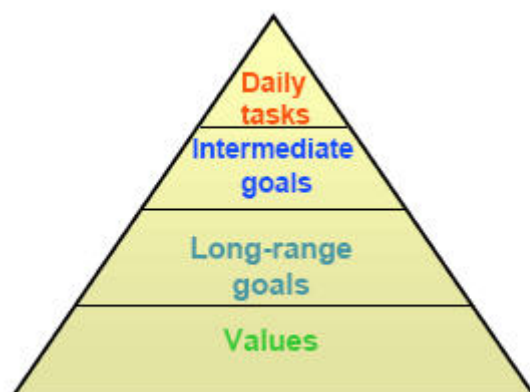 Daily
tasks
Intermediate
goals
Long-range
goals
Values